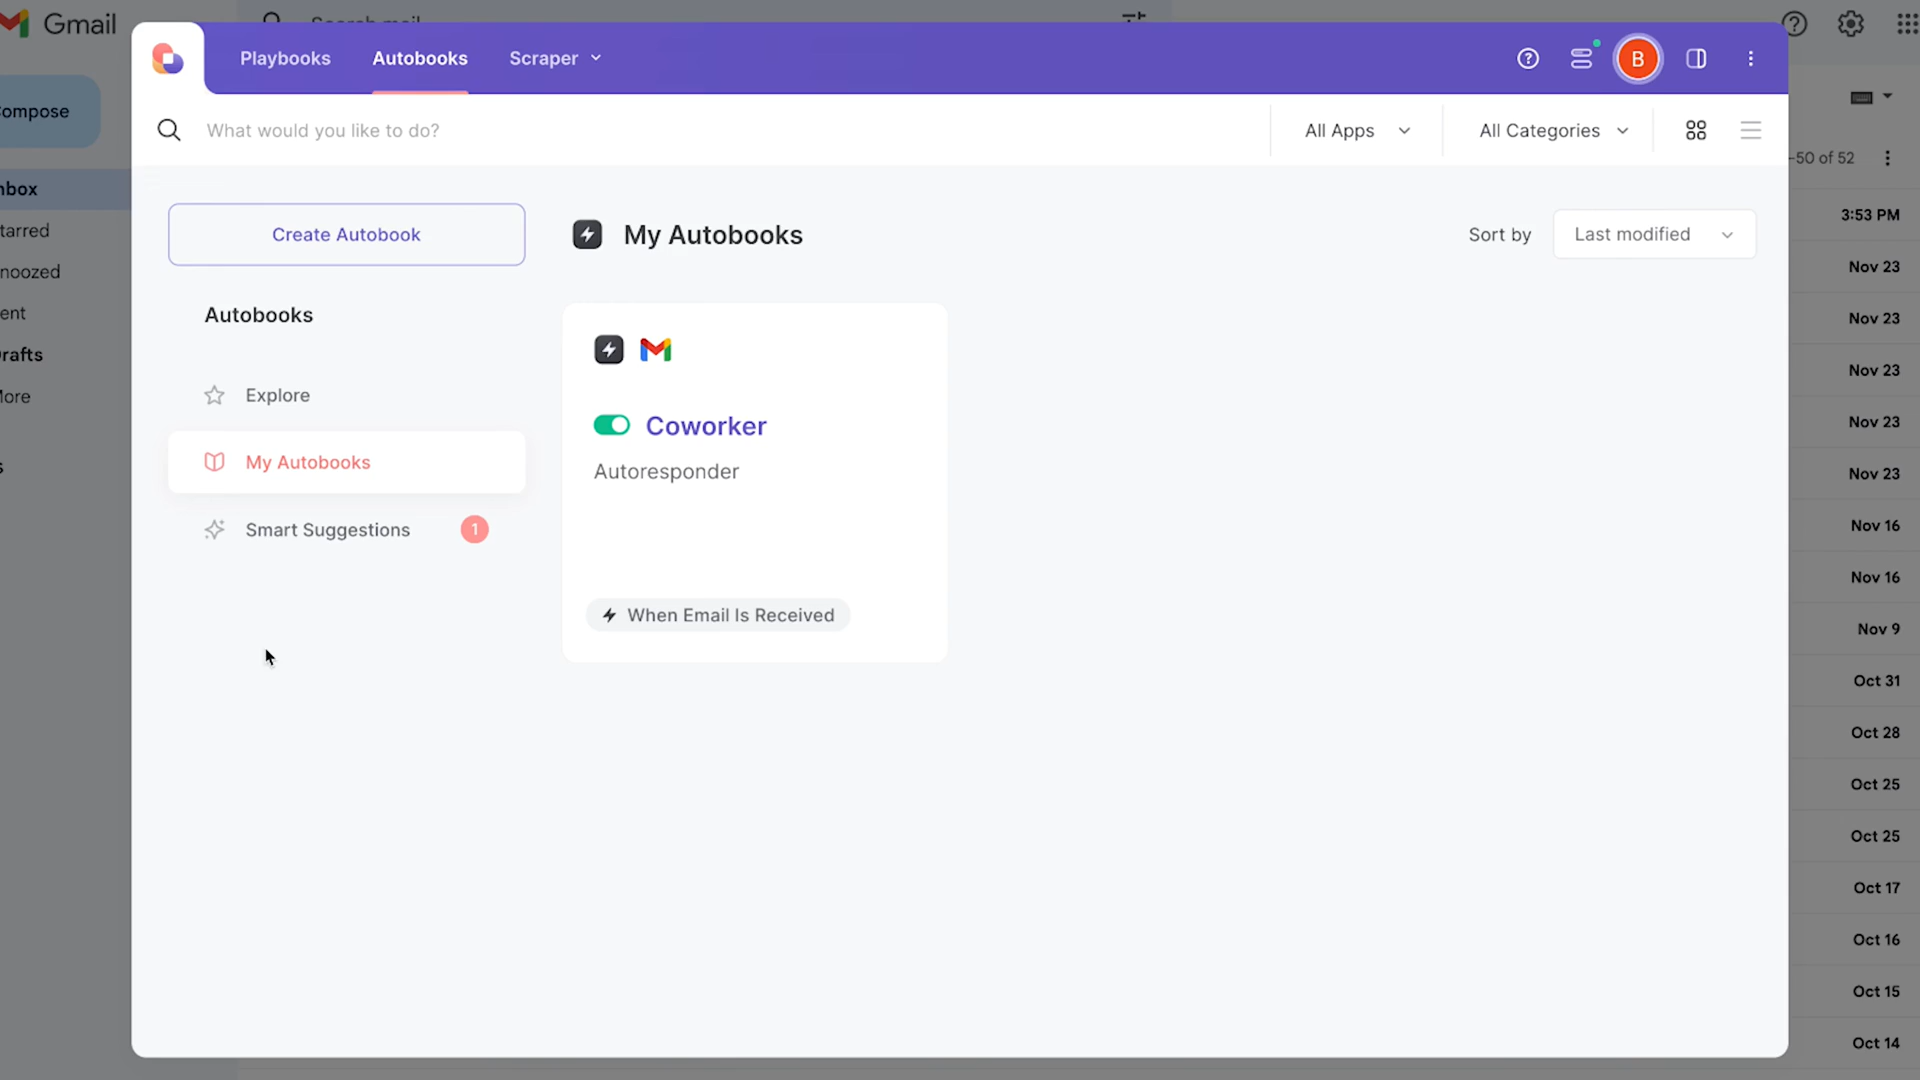 Gmail
Playbooks
Autobooks
Scraper
B
What would you like to do?
All Apps
All Categories
Create Autobook
My Autobooks
Sort by
Last modified
Autobooks
Explore
My Autobooks
Smart Suggestions
1
Coworker
Autoresponder
When Email Is Received
ompose
nbox
tarred
noozed
ent
rafts
ore
s
-50 of 52
3:53 PM
Nov 23
Nov 23
Nov 23
Nov 23
Nov 23
Nov 16
Nov 16
Nov 9
Oct 31
Oct 28
Oct 25
Oct 25
Oct 17
Oct 16
Oct 15
Oct 14